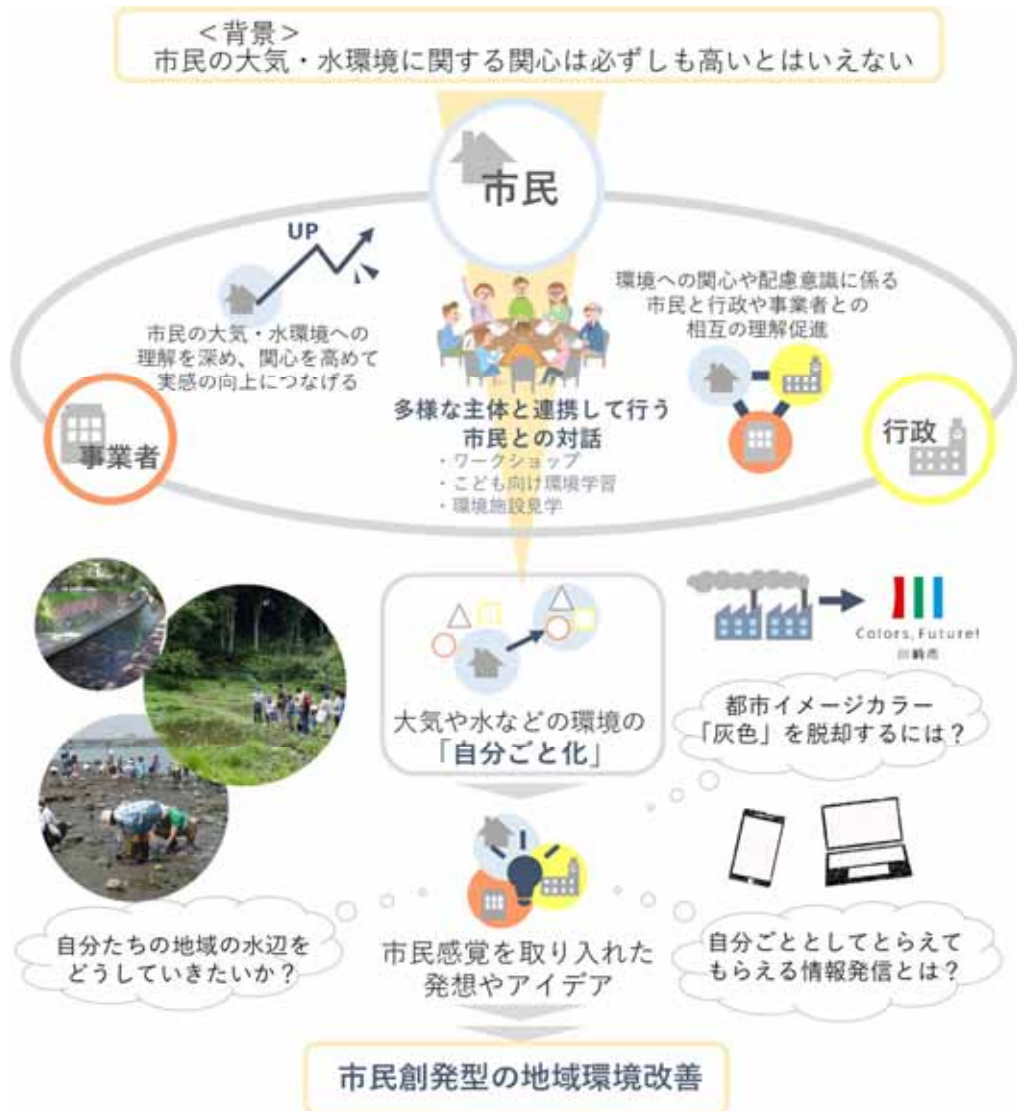 ＜背景＞
市民の大気・水環境に関する関心は必ずしも高いとはいえない
市民
UP
市民の大気・水環境への
理解を深め、関心を高めて
実感の向上につなげる
環境への関心や配慮意識に係る
市民と行政や事業者との
相互の理解促進
事業者
多様な主体と連携して行う
市民との対話
・ワークショップ
・こども向け環境学習
・環境施設見学
行政
大気や水などの環境の
「自分ごと化」
Colors, Future!
川崎市
都市イメージカラー
「灰色」を脱却するには？
自分たちの地域の水辺を
どうしていきたいか？
市民感覚を取り入れた
発想やアイデア
自分ごととしてとらえて
もらえる情報発信とは？
市民創発型の地域環境改善